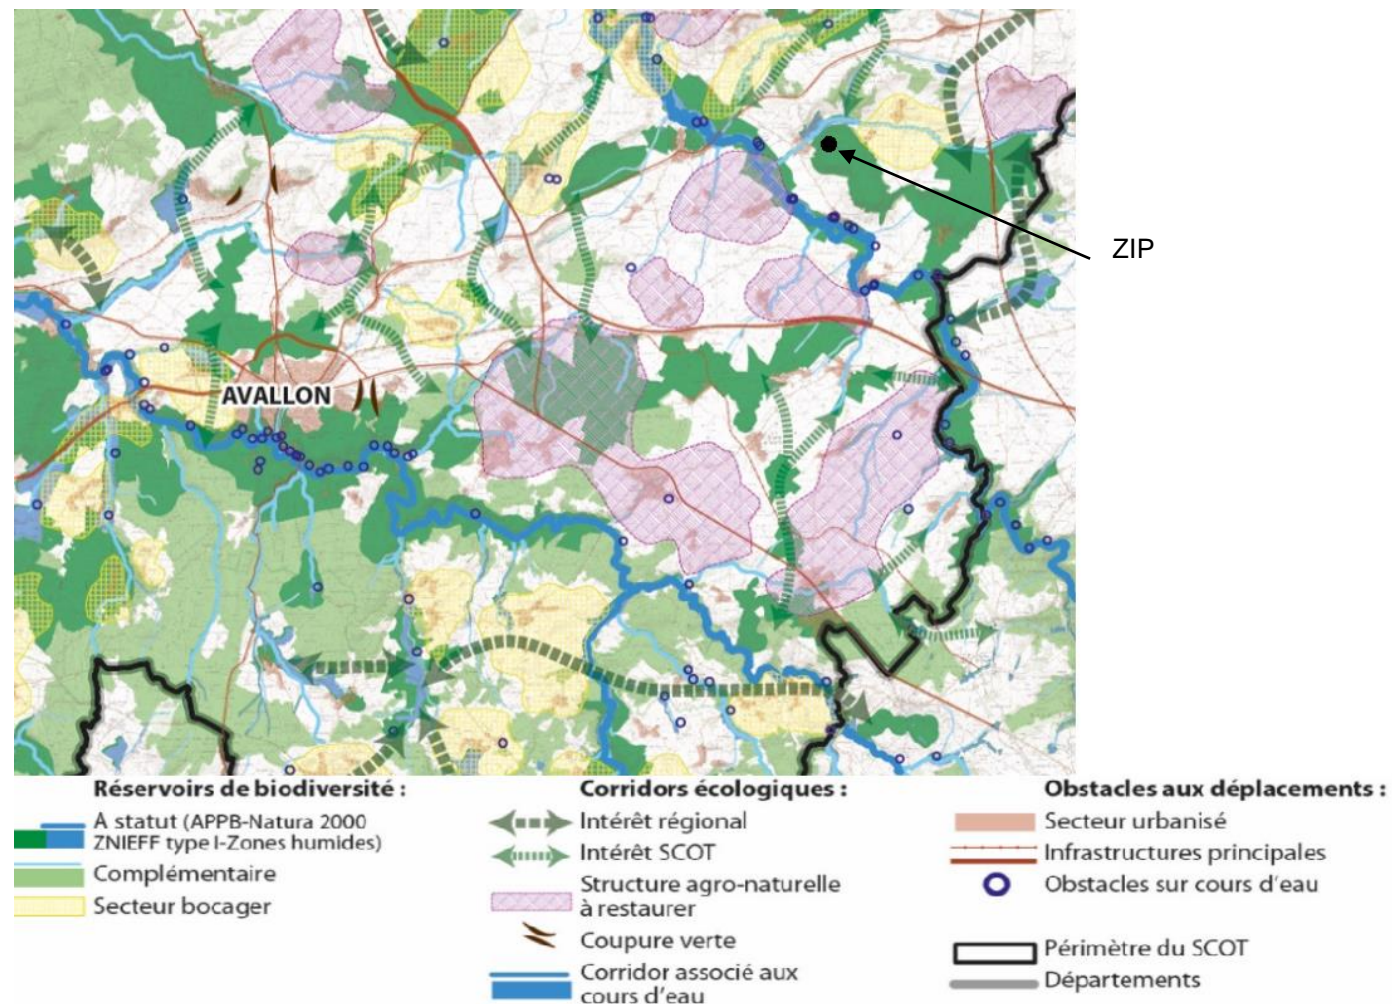 ZIP
AVALLON
Réservoirs de biodiversité :
A statut (APPB-Natura 2000
ZNIEFF type I-Zones humides)
Complémentaire
Secteur bocager
Corridors écologiques :
Intérêt régional
Intérêt SCOT
Structure agro-naturelle
à restaurer
Coupure verte
Corridor associé aux
cours d'eau
Obstacles aux déplacements :
Secteur urbanisé
Infrastructures principales
Obstacles sur cours d'eau
Périmètre du SCOT
Départements